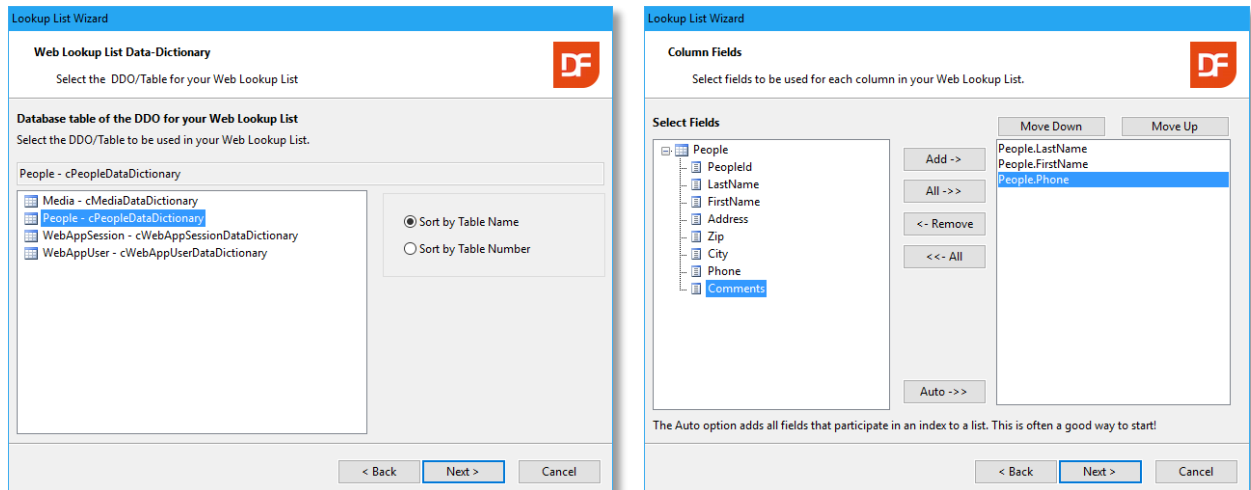 Lookup List Wizard
Web Lookup List Data-Dictionary
Select the  DDO/Table for your Web Lookup List
DF
Database table of the DDO for your Web Lookup List
Select the DDO/Table to be used in your Web Lookup List.
People - cPeopleDataDictionary
Media - cMediaDataDictionary
People - cPeopleDataDictionary
WebAppSession - cWebAppSessionDataDictionary
WebAppUser - cWebAppUserDataDictionary
Sort by Table Name
Sort by Table Number
< Back
Next >
Cancel
Lookup List Wizard
Column Fields
Select fields to be used for each column in your Web Lookup List.
DF
Select Fields
People
PeopleId
LastName
FirstName
Address
Zip
City
Phone
Comments
Add ->
All ->>
<- Remove
<<- All
Auto ->>
Move Down
Move Up
People.LastName
People.FirstName
People.Phone
The Auto option adds all fields that participate in an index to a list. This is often a good way to start!
< Back
Next >
Cancel